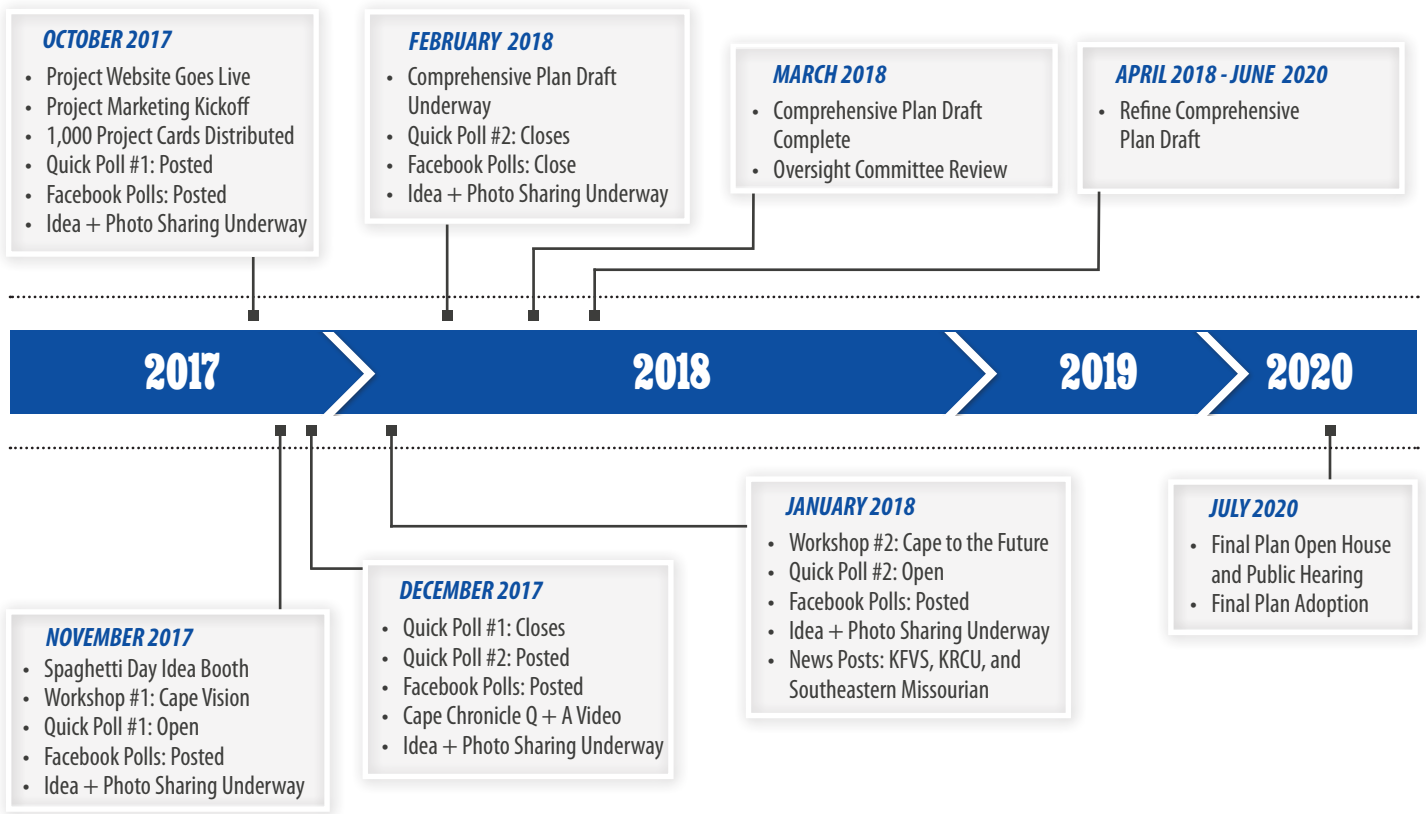 OCTOBER 2017
• Project Website Goes Live
• Project Marketing Kickoff
• 1,000 Project Cards Distributed
• Quick Poll #1: Posted
• Facebook Polls: Posted
• Idea + Photo Sharing Underway
FEBRUARY 2018
• Comprehensive Plan Draft
Underway
• Quick Poll #2: Closes
• Facebook Polls: Close
• Idea + Photo Sharing Underway
MARCH 2018
• Comprehensive Plan Draft
Complete
• Oversight Committee Review
APRIL 2018 - JUNE 2020
• Refine Comprehensive
Plan Draft
2017
2018
2019
2020
NOVEMBER 2017
• Spaghetti Day Idea Booth
• Workshop #1: Cape Vision
• Quick Poll #1: Open
• Facebook Polls: Posted
• Idea + Photo Sharing Underway
DECEMBER 2017
• Quick Poll #1: Closes
• Quick Poll #2: Posted
• Facebook Polls: Posted
• Cape Chronicle Q + A Video
• Idea + Photo Sharing Underway
JANUARY 2018
• Workshop #2: Cape to the Future
• Quick Poll #2: Open
• Facebook Polls: Posted
• Idea + Photo Sharing Underway
• News Posts: KFVS, KRCU, and
Southeastern Missourian
JULY 2020
• Final Plan Open House
and Public Hearing
• Final Plan Adoption